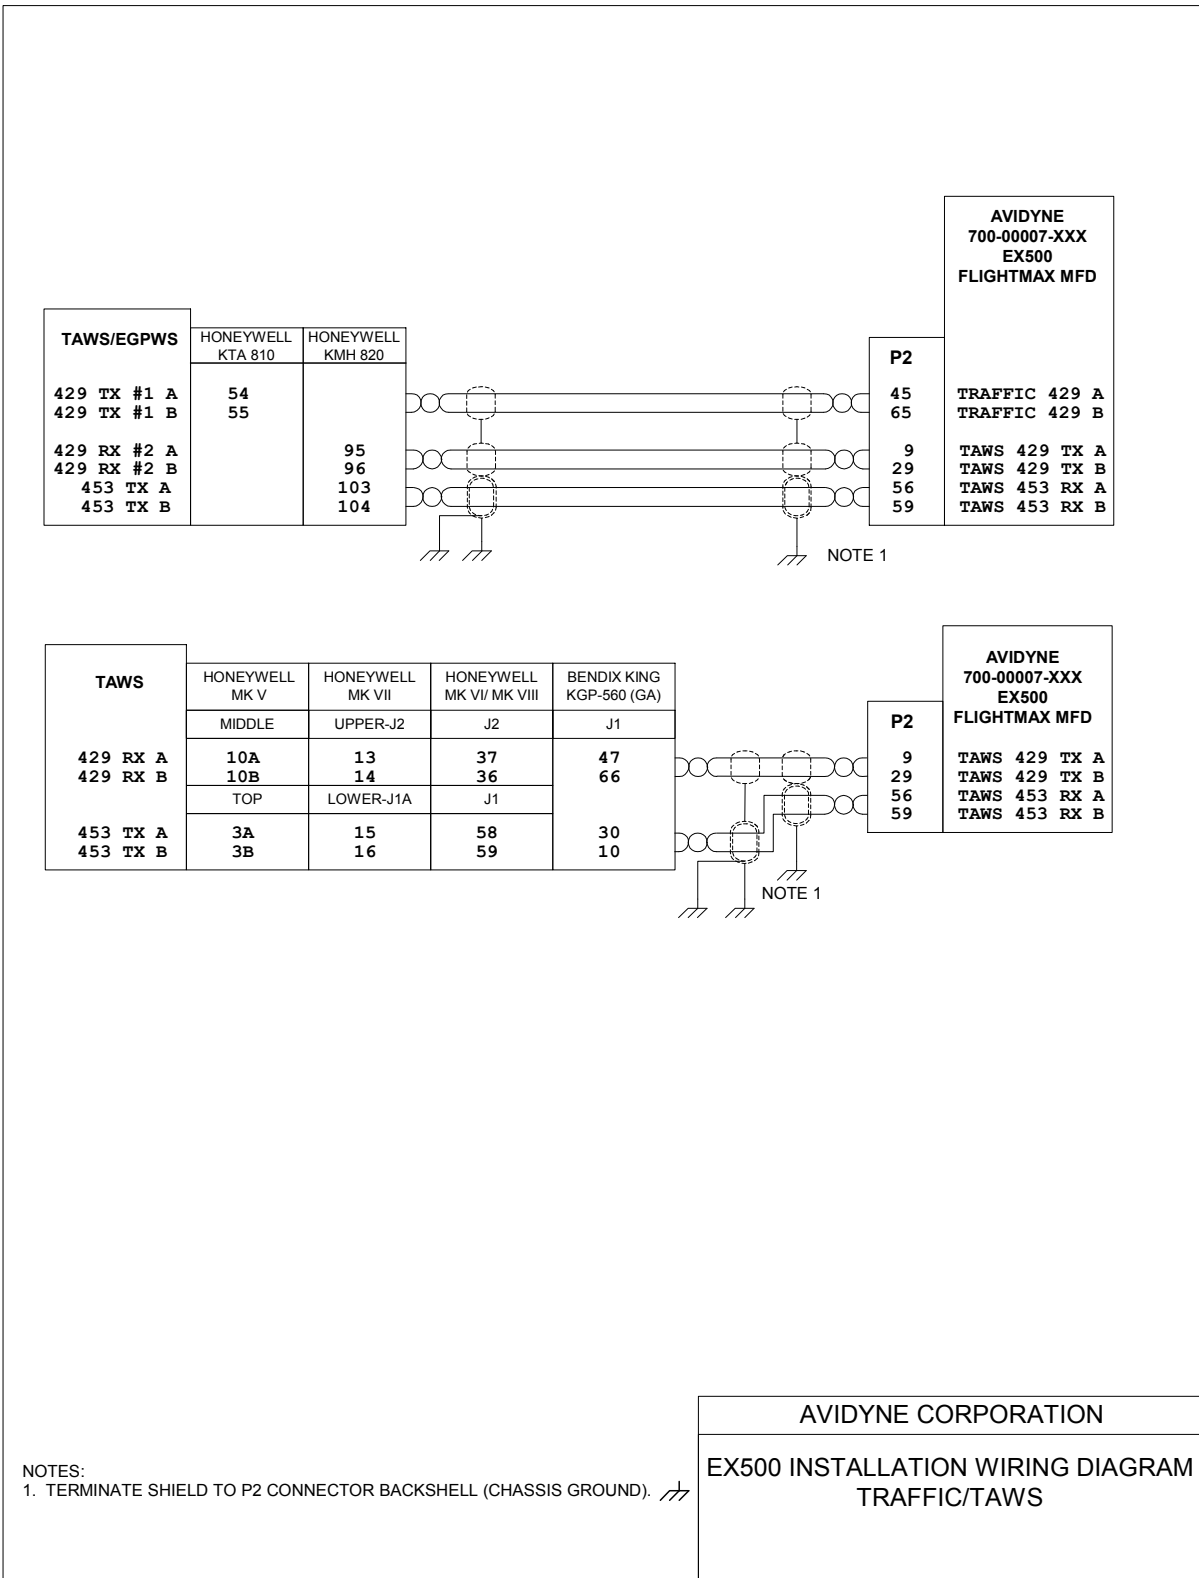 AVIDYNE
700-00007-XXX
EX500
FLIGHTMAX MFD
TAWS/EGPWS
HONEYWELL
KTA 810
HONEYWELL
KMH 820
P2
429 TX #1 A 54 45 TRAFFIC 429 A
429 TX #1 B 55 65 TRAFFIC 429 B
429 RX #2 A 95 9 TAWS 429 TX A
429 RX #2 B 96 29 TAWS 429 TX B
453 TX A 103 56 TAWS 453 RX A
453 TX B 104 59 TAWS 453 RX B
NOTE 1
AVIDYNE
700-00007-XXX
EX500
FLIGHTMAX MFD
TAWS
HONEYWELL
MK V
HONEYWELL
MK VII
HONEYWELL
MK VI/ MK VIII
BENDIX KING
KGP-560 (GA)
P2
MIDDLE UPPER-J2 J2 J1
429 RX A 10A 13 37 47 9 TAWS 429 TX A
429 RX B 10B 14 36 66 29 TAWS 429 TX B
TOP LOWER-J1A J1 56 TAWS 453 RX A
59 TAWS 453 RX B
453 TX A 3A 15 58 30
453 TX B 3B 16 59 10
NOTE 1
NOTES:
1. TERMINATE SHIELD TO P2 CONNECTOR BACKSHELL (CHASSIS GROUND).
AVIDYNE CORPORATION
EX500 INSTALLATION WIRING DIAGRAM
TRAFFIC/TAWS